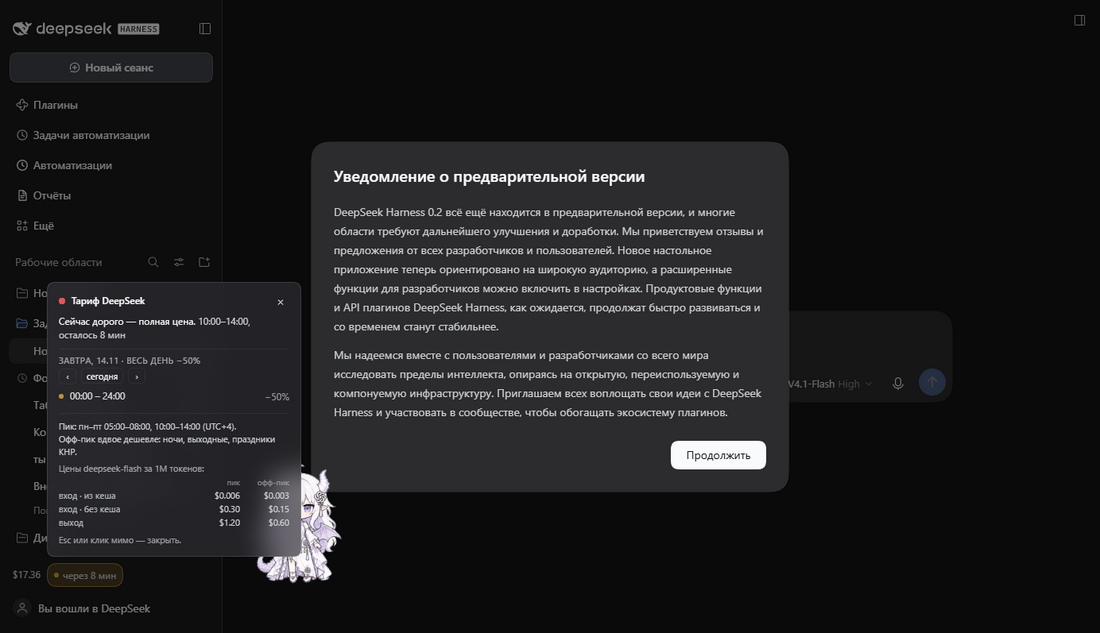 deepseek HARNESS
Новый сеанс
Плагины
Задачи автоматизации
Автоматизации
Отчёты
Ещё
Рабочие области
Тариф DeepSeek
×
Сейчас дорого — полная цена. 10:00–14:00,
осталось 8 мин
ЗАВТРА, 14.11 · ВЕСЬ ДЕНЬ −50%
‹ сегодня ›
00:00 – 24:00 −50%
Пик: пн–пт 05:00–08:00, 10:00–14:00 (UTC+4).
Офф-пик вдвое дешевле: ночи, выходные, праздники
КНР.
Цены deepseek-flash за 1M токенов:
пик офф-пик
вход · из кеша $0.006 $0.003
вход · без кеша $0.30 $0.15
выход $1.20 $0.60
Esc или клик мимо — закрыть.
$17.36 через 8 мин
Вы вошли в DeepSeek
Уведомление о предварительной версии
DeepSeek Harness 0.2 всё ещё находится в предварительной версии, и многие
области требуют дальнейшего улучшения и доработки. Мы приветствуем отзывы и
предложения от всех разработчиков и пользователей. Новое настольное
приложение теперь ориентировано на широкую аудиторию, а расширенные
функции для разработчиков можно включить в настройках. Продуктовые функции
и API плагинов DeepSeek Harness, как ожидается, продолжат быстро развиваться и
со временем станут стабильнее.
Мы надеемся вместе с пользователями и разработчиками со всего мира
исследовать пределы интеллекта, опираясь на открытую, переиспользуемую и
компонуемую инфраструктуру. Приглашаем всех воплощать свои идеи с DeepSeek
Harness и участвовать в сообществе, чтобы обогащать экосистему плагинов.
Продолжить
V4.1-Flash High